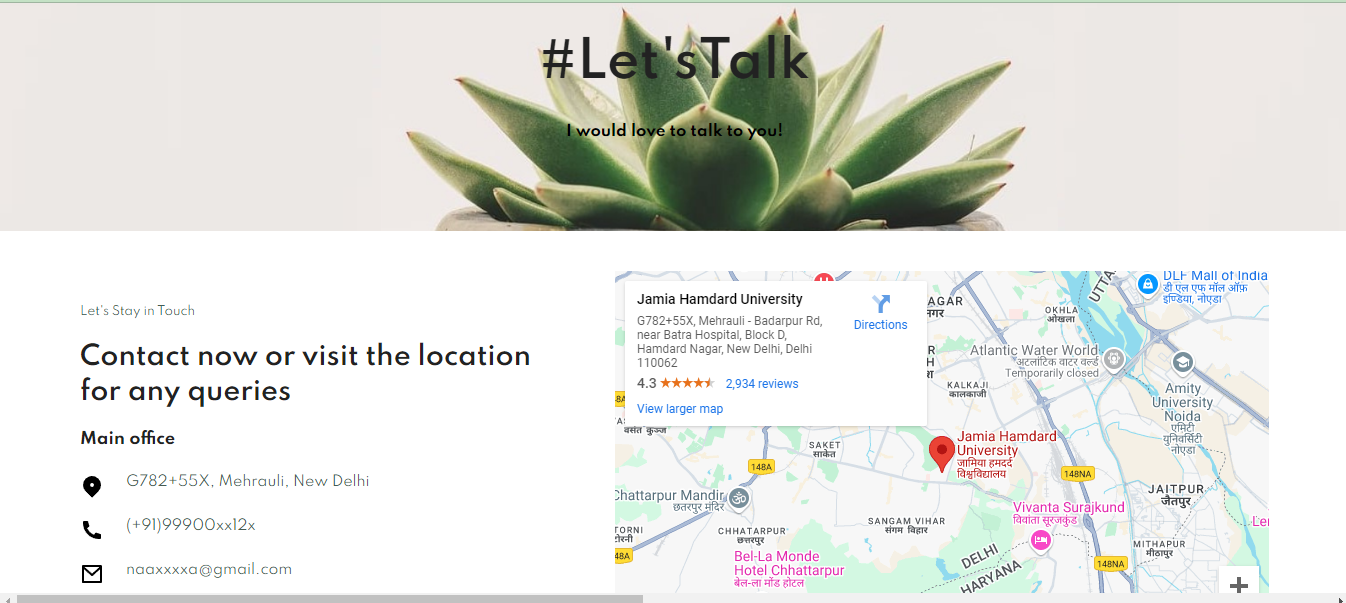 #Let'sTalk
I would love to talk to you!
Let's Stay in Touch
Contact now or visit the location
for any queries
Main office
G782+55X, Mehrauli, New Delhi
(+91)99900xx12x
naaxxxxa@gmail.com
Jamia Hamdard University
G782+55X, Mehrauli - Badarpur Rd,
near Batra Hospital, Block D,
Hamdard Nagar, New Delhi, Delhi
110062
4.3
2,934 reviews
View larger map
Directions
DLF Mall of India
डी एल एफ मॉल ऑफ़
इण्डिया, नोएडा
UTTA
AGAR
नगर
OKHLA
ओखला
Atlantic Water World
अटलांटिक वाटर वर्ल्ड
Temporarily closed
KALKAJI
कालकाजी
Amity
University
Noida
एमिटी
युनिवर्सिटी
नोएडा
वसंत कुञ्ज
SAKET
साकेत
148A
Jamia Hamdard
University
जामिया हमदर्द
विश्वविद्यालय
148NA
JAITPUR
जैतपुर
Chattarpur Mandir
छतरपुर मंदिर
Vivanta Surajkund
विवांता सूरजकुंड
Ler
TORNI
टोरनी
CHHATARPUR
छत्तरपुर
SANGAM VIHAR
संगम विहार
MITHAPUR
मीठापुर
48A
Bel-La Monde
Hotel Chhattarpur
बेल-ला मोंड होटल
DELHI
HARYANA
148NA